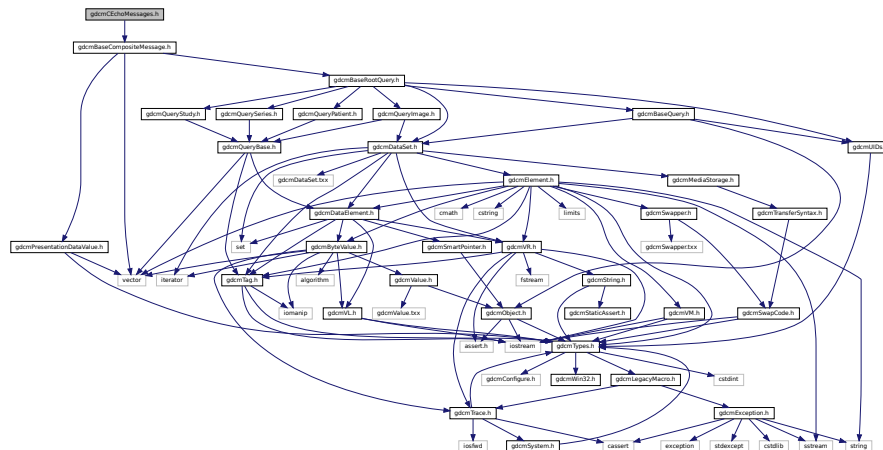 gdcmCEchoMessages.h
gdcmBaseCompositeMessage.h
gdcmBaseRootQuery.h
gdcmQueryStudy.h
gdcmQuerySeries.h
gdcmQueryPatient.h
gdcmQueryImage.h
gdcmBaseQuery.h
gdcmQueryBase.h
gdcmDataSet.h
gdcmUIDs
gdcmDataSet.txx
gdcmElement.h
gdcmMediaStorage.h
gdcmDataElement.h
cmath
cstring
limits
gdcmSwapper.h
gdcmTransferSyntax.h
gdcmPresentationDataValue.h
set
gdcmByteValue.h
gdcmSmartPointer.h
gdcmVR.h
gdcmSwapper.txx
vector
iterator
gdcmTag.h
algorithm
gdcmValue.h
fstream
gdcmString.h
iomanip
gdcmVL.h
gdcmValue.txx
gdcmObject.h
gdcmStaticAssert.h
gdcmVM.h
gdcmSwapCode.h
assert.h
iostream
gdcmTypes.h
gdcmConfigure.h
gdcmWin32.h
gdcmLegacyMacro.h
cstdint
gdcmTrace.h
gdcmException.h
iosfwd
gdcmSystem.h
cassert
exception
stdexcept
cstdlib
sstream
string